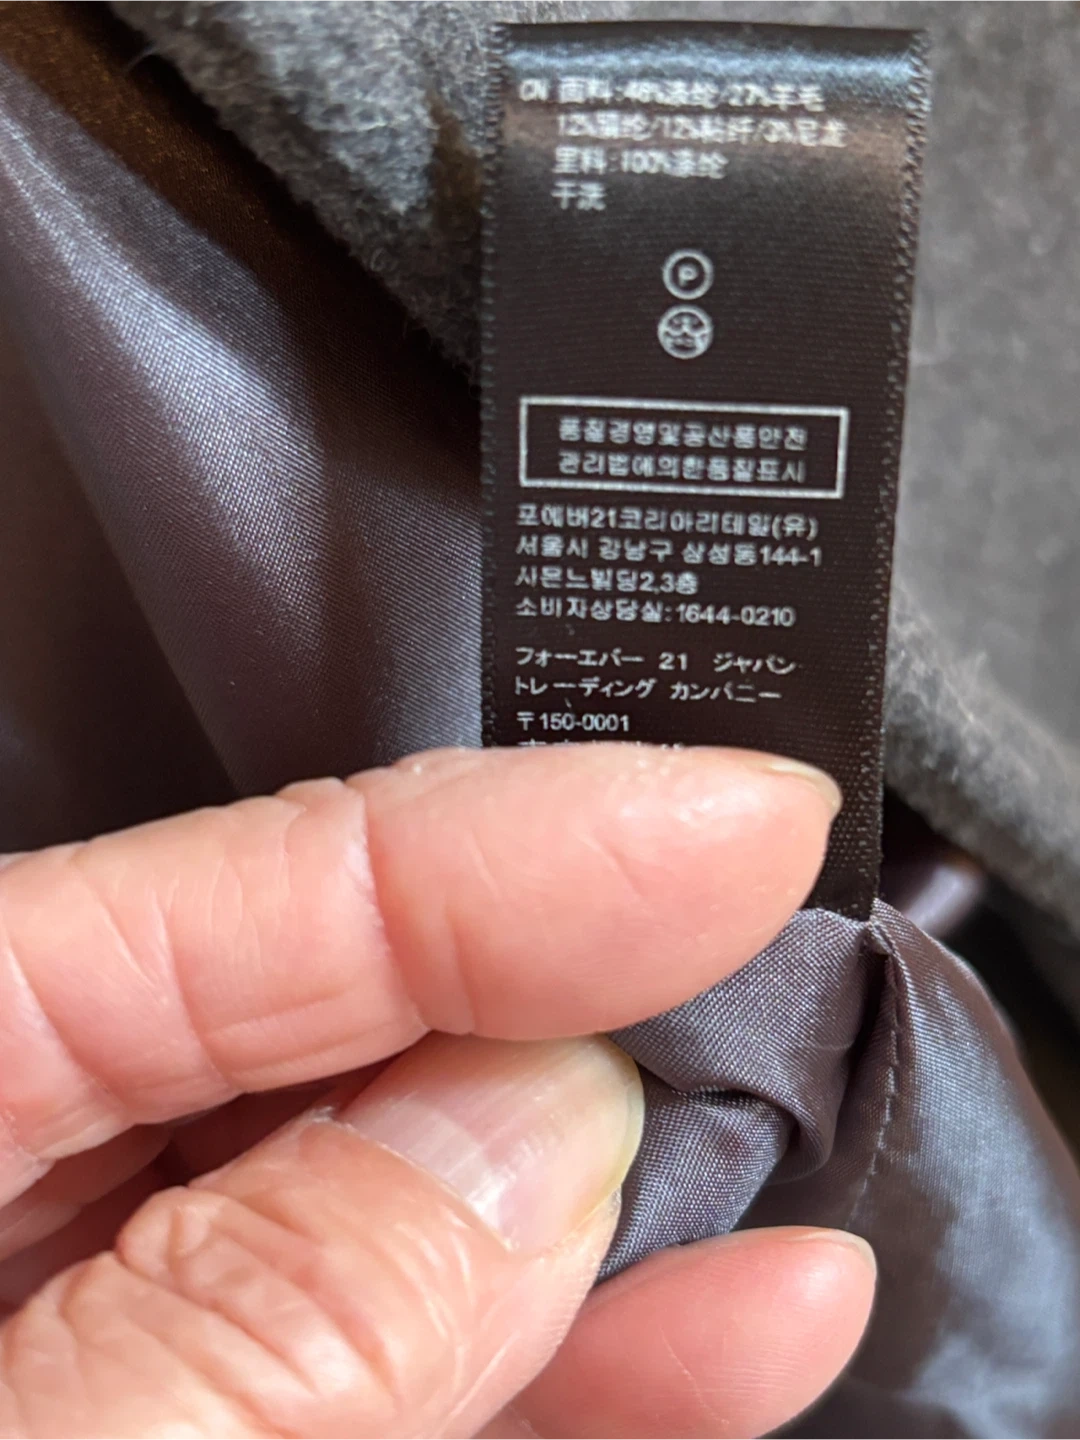 CN 面料:46%涤纶/27%羊毛
12%腈纶/12%粘纤/3%尼龙
里料:100%涤纶
干洗
P
품질경영및공산품안전
관리법에의한품질표시
포에버21코리아리테일(유)
서울시 강남구 삼성동144-1
시몬느빌딩2,3층
소비자상담실:1644-0210
フォーエバー 21 ジャパン
トレーディング カンパニー
〒150-0001